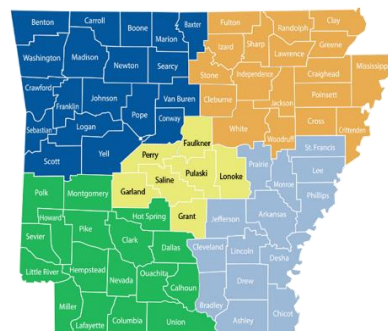 Benton
Carroll
Boone
Baxter
Marion
Fulton
Randolph
Clay
Washington
Madison
Newton
Searcy
Izard
Sharp
Lawrence
Greene
Stone
Independence
Craighead
Mississippi
Crawford
Franklin
Johnson
Van Buren
Cleburne
Jackson
Poinsett
Sebastian
Logan
Pope
Conway
Faulkner
White
Woodruff
Cross
Crittenden
Scott
Yell
Perry
St. Francis
Prairie
Lee
Saline
Pulaski
Lonoke
Monroe
Phillips
Polk
Montgomery
Garland
Grant
Jefferson
Arkansas
Howard
Pike
Hot Spring
Sevier
Clark
Dallas
Cleveland
Lincoln
Desha
Little River
Hempstead
Nevada
Ouachita
Calhoun
Drew
Bradley
Miller
Lafayette
Columbia
Union
Ashley
Chicot